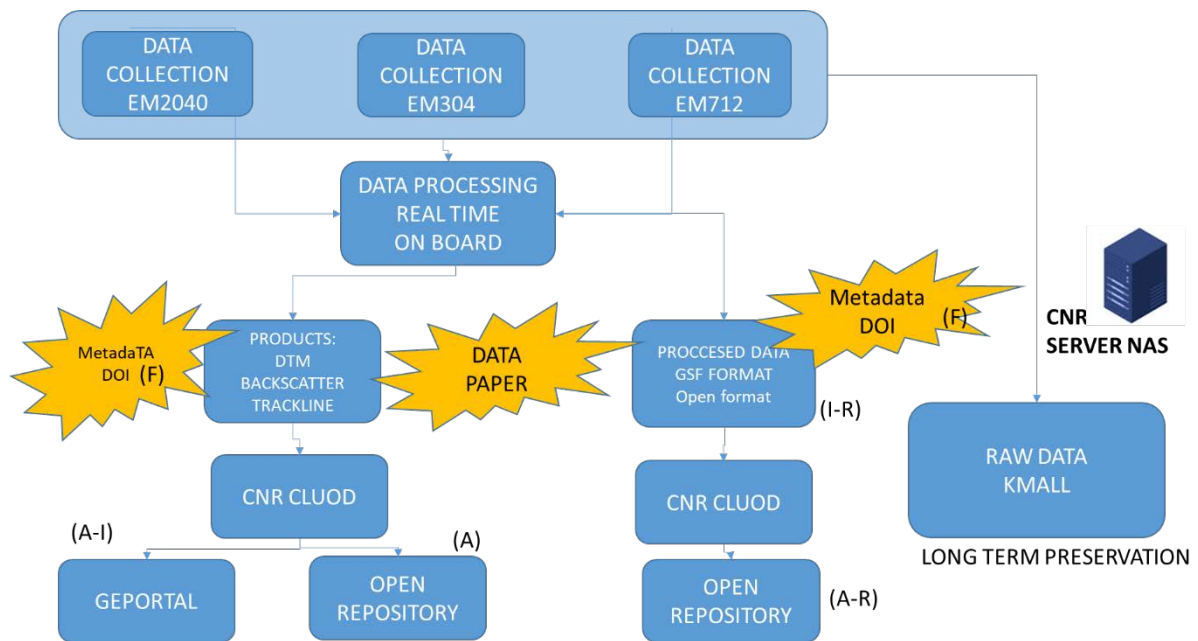 DATA
COLLECTION
EM2040
DATA
COLLECTION
EM304
DATA
COLLECTION
EM712
DATA PROCESSING
REAL TIME
ON BOARD
MetadaTA
DOI (F)
PRODUCTS:
DTM
BACKSCATTER
TRACKLINE
DATA
PAPER
Metadata
DOI (F)
PROCCESED DATA
GSF FORMAT
Open format
(I-R)
CNR
SERVER NAS
RAW DATA
KMALL
LONG TERM PRESERVATION
CNR CLUOD
CNR CLUOD
(A-I)
(A)
GEPORTAL
OPEN
REPOSITORY
OPEN
REPOSITORY
(A-R)